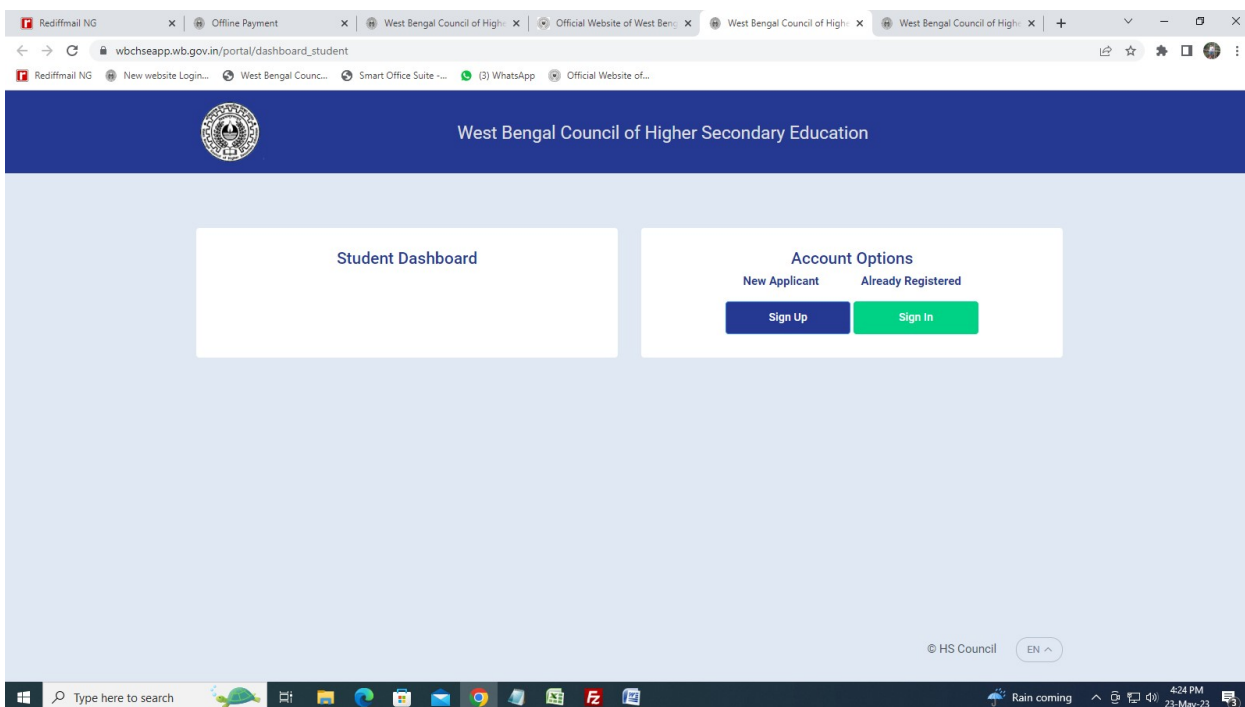 Rediffmail NG
Offline Payment
West Bengal Council of Highe
Official Website of West Beng
West Bengal Council of Highe
West Bengal Council of Highe
wbchseapp.wb.gov.in/portal/dashboard_student
Rediffmail NG
New website Login...
West Bengal Counc...
Smart Office Suite -...
(3) WhatsApp
Official Website of...
West Bengal Council of Higher Secondary Education
Student Dashboard
Account Options
New Applicant Already Registered
Sign Up Sign In
© HS Council EN
Type here to search
Rain coming
4:24 PM
23-May-23